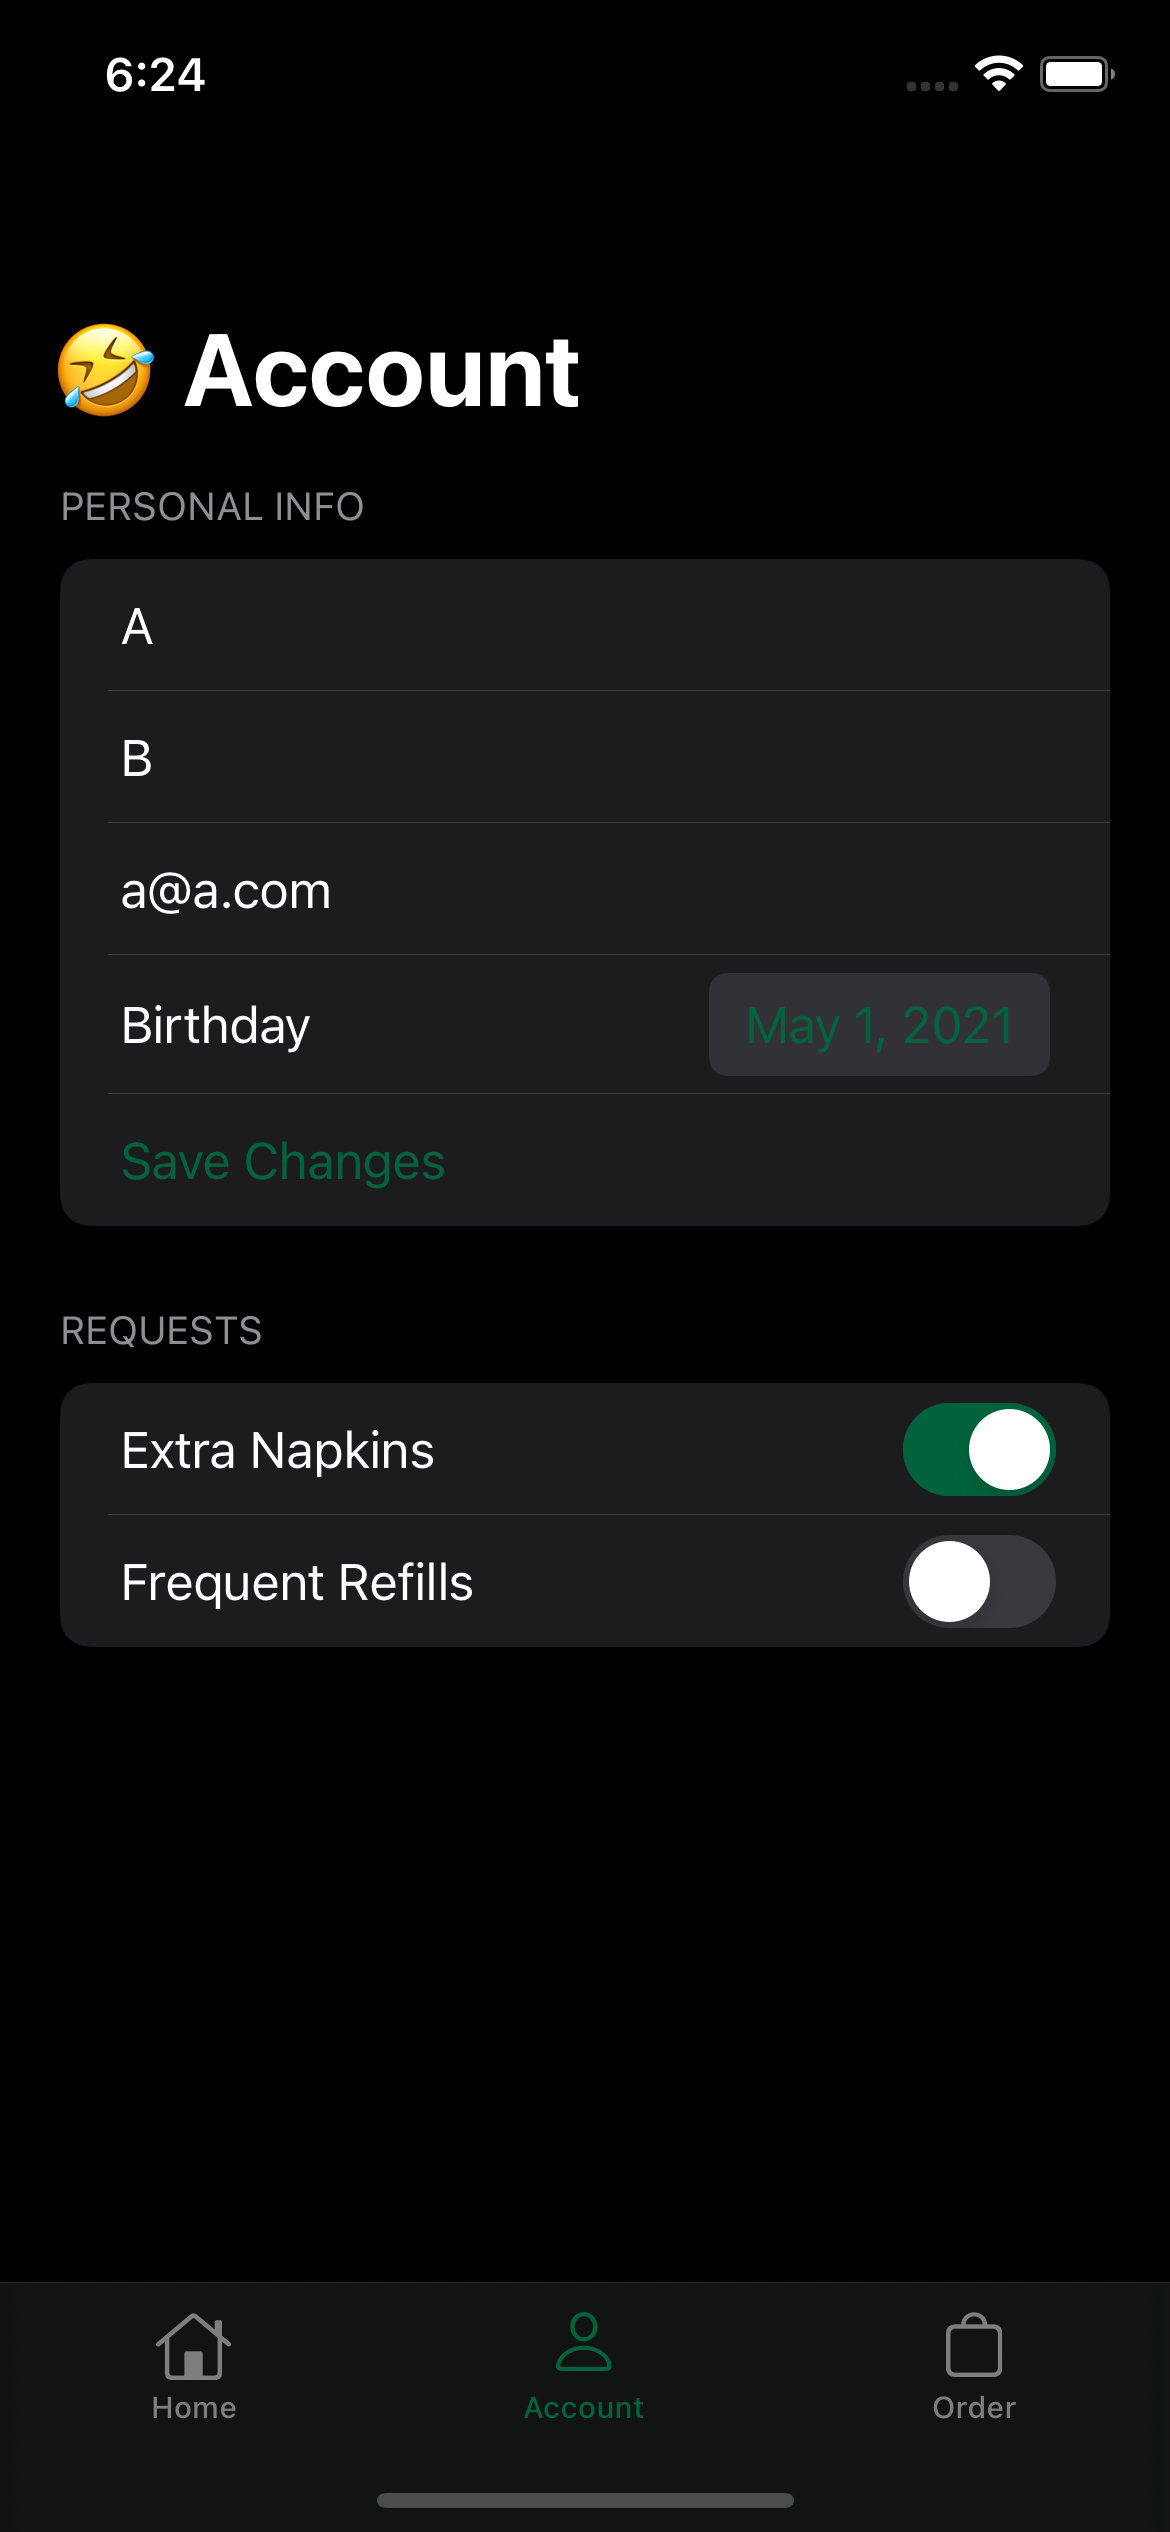 6:24
🤣 Account
PERSONAL INFO
A
B
a@a.com
Birthday May 1, 2021
Save Changes
REQUESTS
Extra Napkins
Frequent Refills
Home Account Order